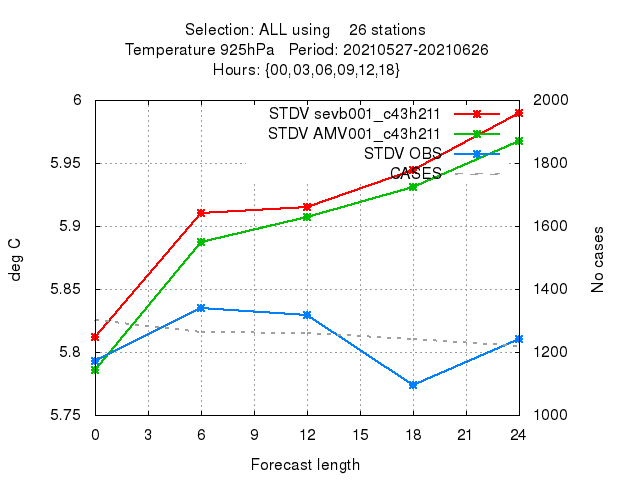 Selection: ALL using    26 stations
Temperature 925hPa   Period: 20210527-20210626
Hours: {00,03,06,09,12,18}
6
2000
STDV sevb001_c43h211
STDV AMV001_c43h211
STDV OBS
CASES
5.95
1800
5.9
1600
deg C
No cases
5.85
1400
5.8
1200
5.75
1000
0 3 6 9 12 15 18 21 24
Forecast length